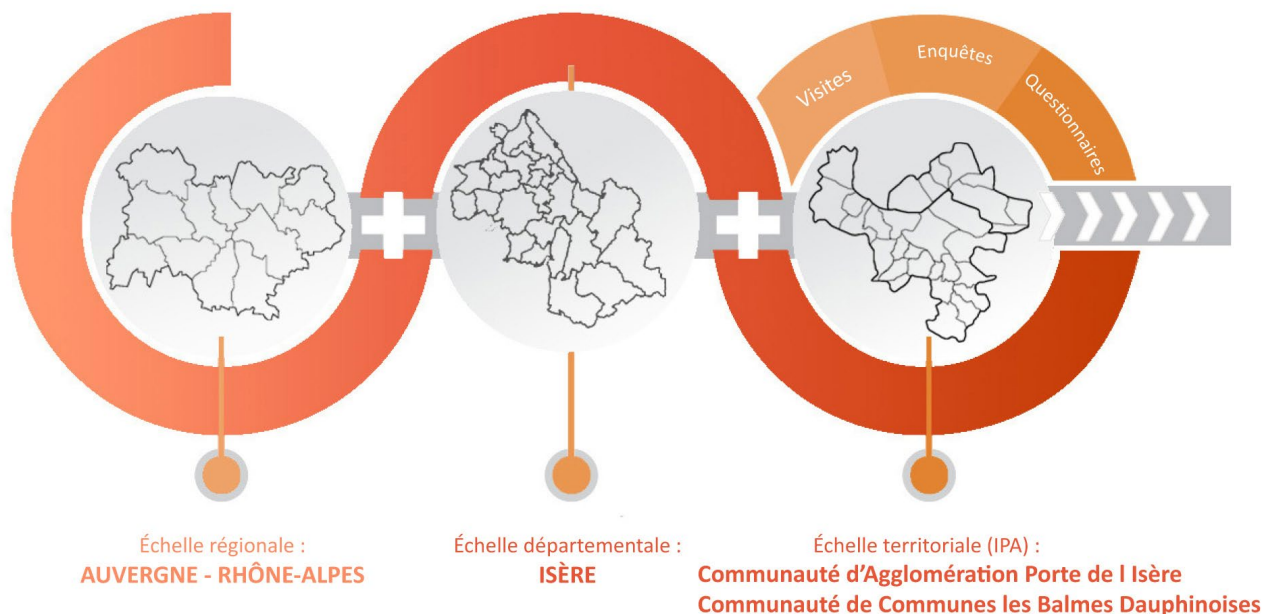 Visites
Enquêtes
Questionnaires
Échelle régionale :
AUVERGNE - RHÔNE-ALPES
Échelle départementale :
ISÈRE
Échelle territoriale (IPA) :
Communauté d’Agglomération Porte de l Isère
Communauté de Communes les Balmes Dauphinoises